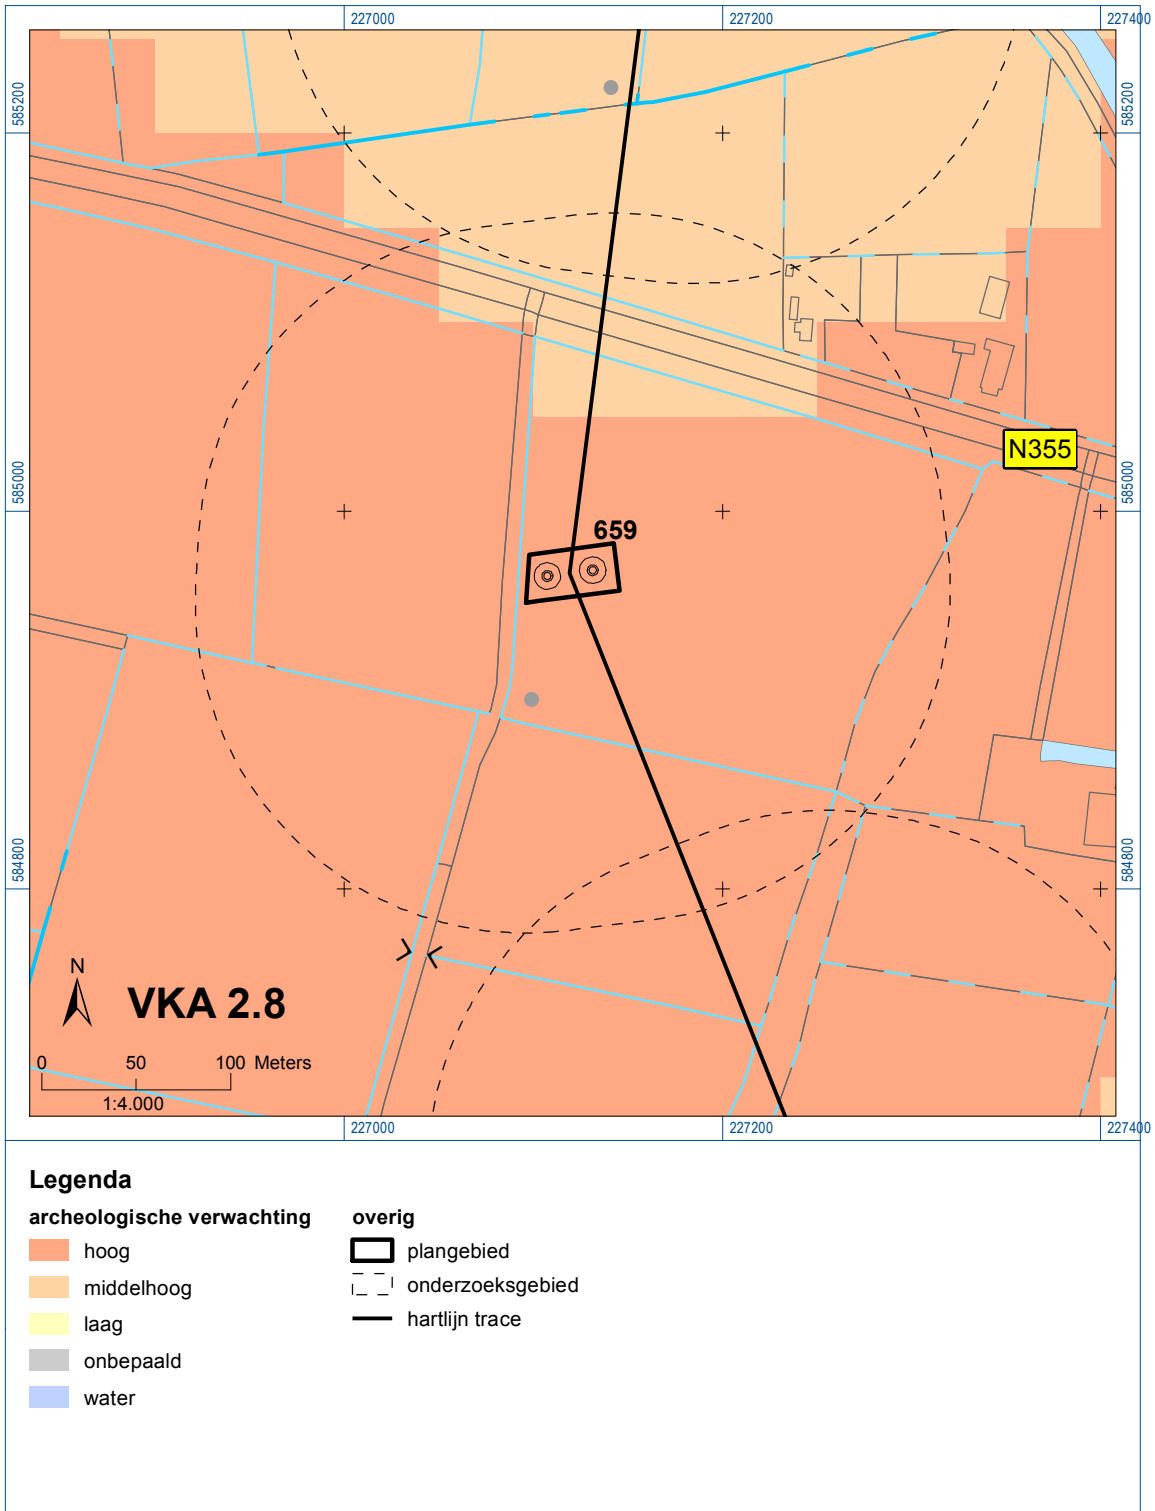 227000
227200
227400
585200
585200
N355
585000
585000
659
584800
584800
N
VKA 2.8
0 50 100 Meters
1:4.000
227000
227200
227400
Legenda
archeologische verwachting
hoog
middelhoog
laag
onbepaald
water
overig
plangebied
onderzoeksgebied
hartlijn trace